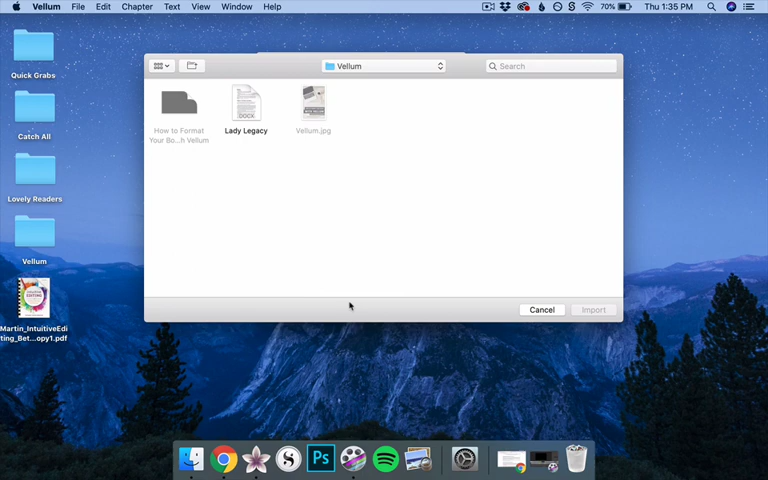 Vellum File Edit Chapter Text View Window Help
70% Thu 1:35 PM
Vellum
Search
Quick Grabs
Catch All
Lovely Readers
Vellum
Martin_IntuitiveEdi
ting_Bet...opy1.pdf
How to Format
Your Bo...h Vellum
DOCX
Lady Legacy
Vellum.jpg
Cancel Import
Ps